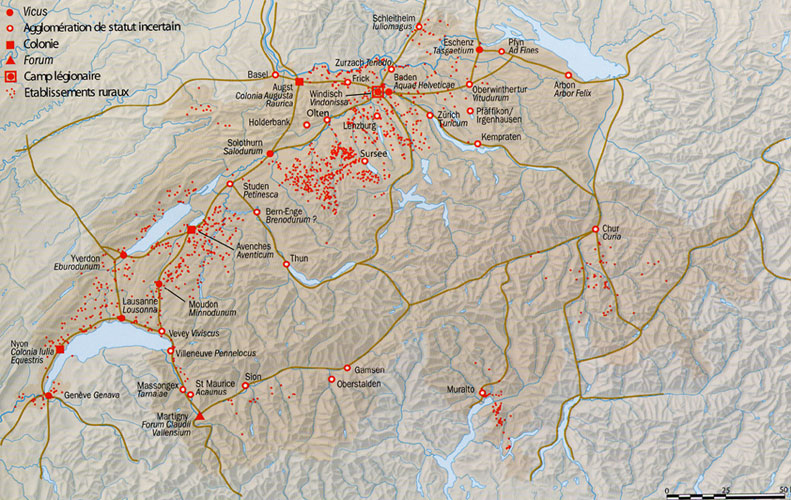 Vicus
Agglomération de statut incertain
Colonie
Forum
Camp légionaire
Etablissements ruraux
Schleitheim
Iuliomagus
Eschenz
Tasgaetium
Pfyn
Ad Fines
Zurzach Tenedo
Basel
Frick
Baden
Aquae Helveticae
Augst
Colonia Augusta
Raurica
Windisch
Vindonissa
Oberwinterthur
Vitudurum
Arbon
Arbor Felix
Holderbank
Olten
Lenzburg
Zürich
Turicum
Pfäffikon/
Irgenhausen
Kempraten
Solothurn
Salodurum
Sursee
Studen
Petinesca
Bern-Enge
Brenodurum ?
Chur
Curia
Avenches
Aventicum
Yverdon
Eburodunum
Thun
Lausanne
Lousonna
Moudon
Minnodunum
Vevey Viviscus
Nyon
Colonia Iulia
Equestris
Villeneuve Pennelocus
Gamsen
Sion
Oberstalden
Massongex
Tarnaiae
St Maurice
Acaunus
Muralto
Genève Genava
Martigny
Forum Claudii
Vallensium
0 25 50